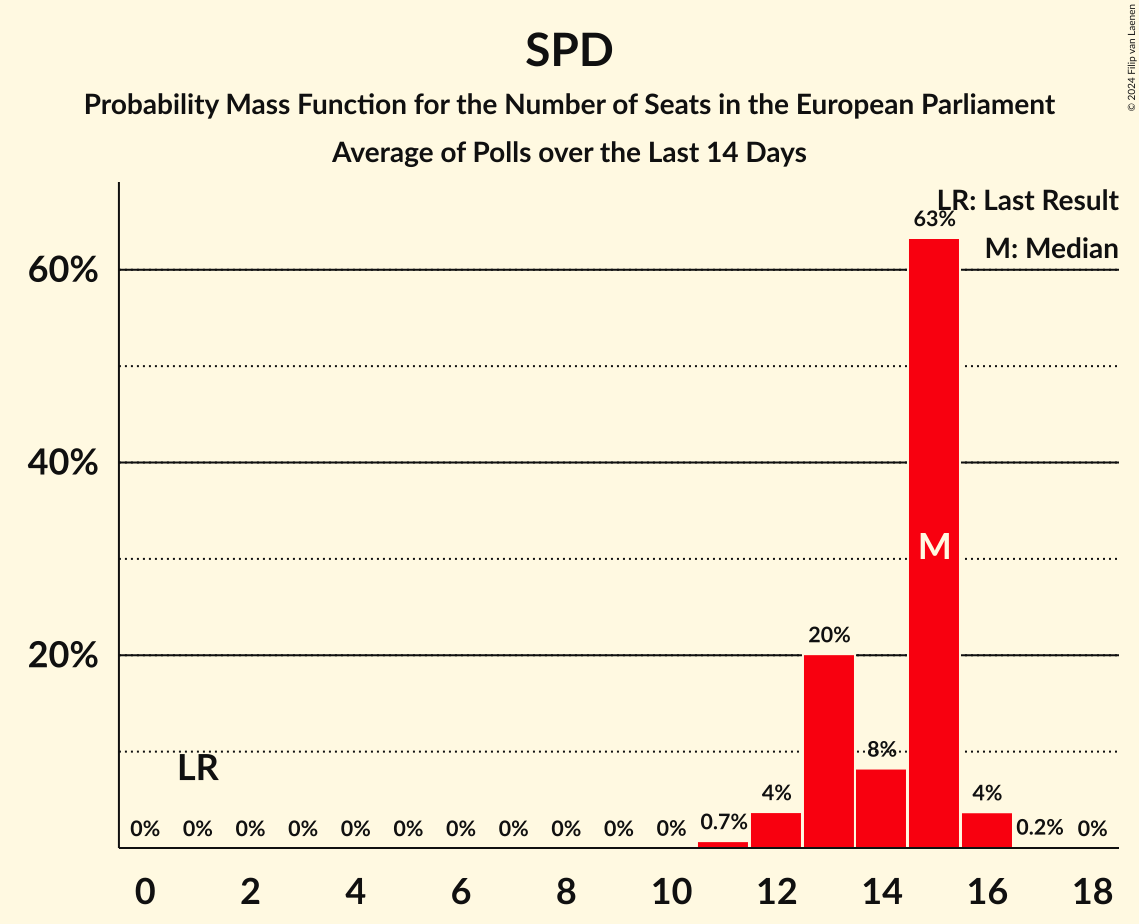 SPD
Probability Mass Function for the Number of Seats in the European Parliament
Average of Polls over the Last 14 Days
© 2024 Filip van Laenen
LR: Last Result
M: Median
60%
40%
20%
63%
M
20%
8%
LR
4%
4%
0% 0% 0% 0% 0% 0% 0% 0% 0% 0% 0% 0.7% 0.2% 0%
0 2 4 6 8 10 12 14 16 18